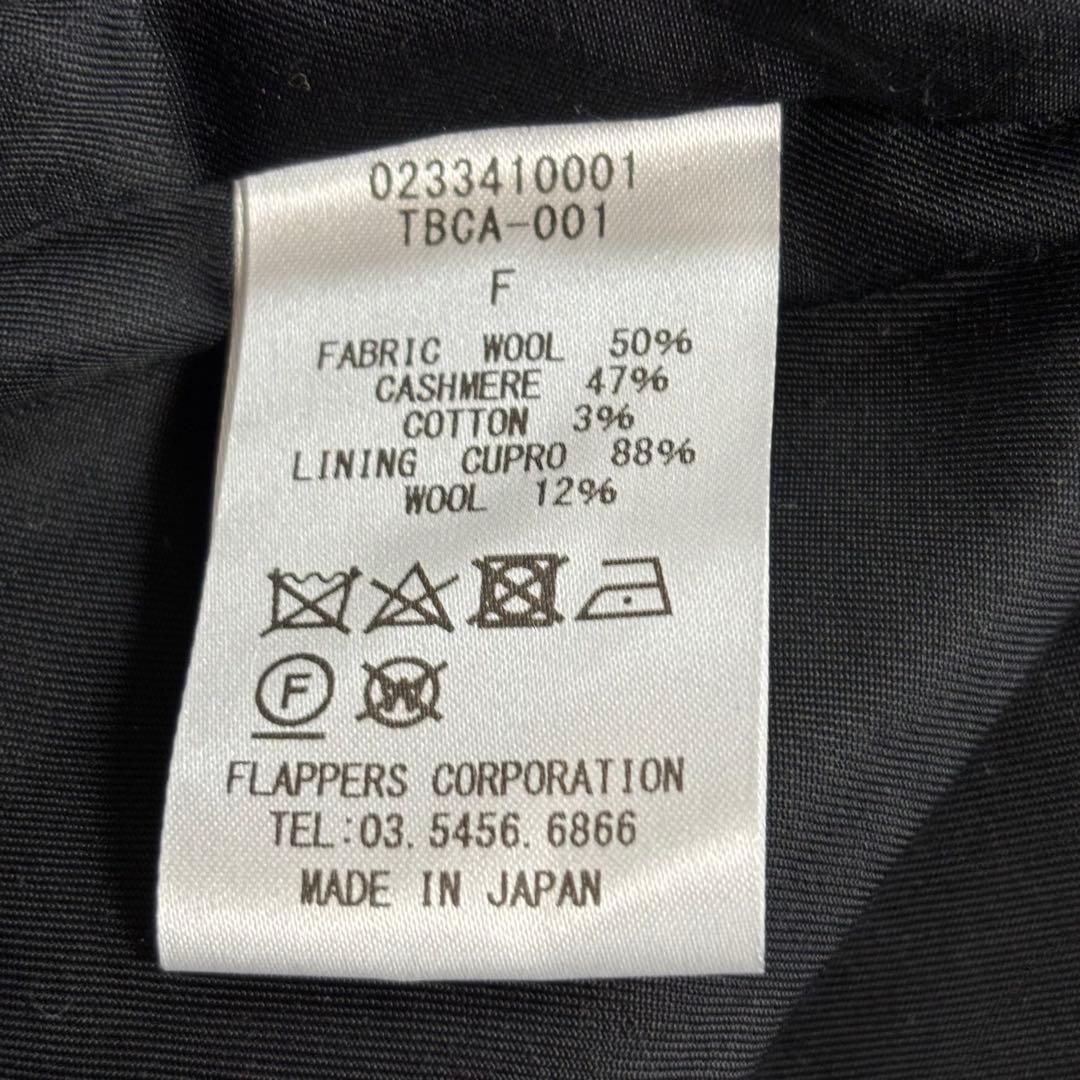 0233410001
TBCA-001
F
FABRIC WOOL 50%
CASHMERE 47%
COTTON 3%
LINING CUPRO 88%
WOOL 12%
F W
FLAPPERS CORPORATION
TEL:03.5456.6866
MADE IN JAPAN